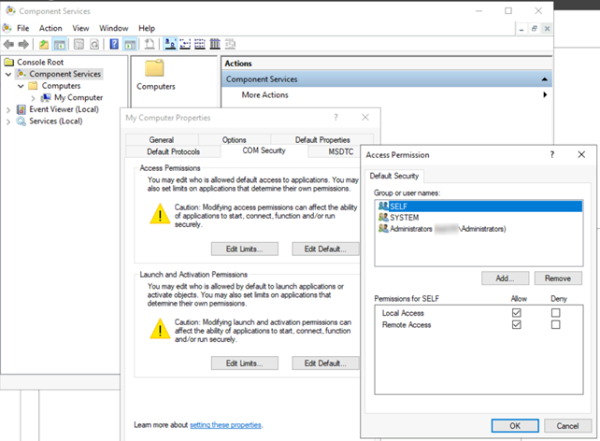 Component Services
File Action View Window Help
Console Root
Component Services
Computers
My Computer
Event Viewer (Local)
Services (Local)
Computers
Actions
Component Services
More Actions
My Computer Properties
? ×
General Options Default Properties
Default Protocols COM Security MSDTC
Access Permissions
You may edit who is allowed default access to applications. You may
also set limits on applications that determine their own permissions.
Caution: Modifying access permissions can affect the ability
of applications to start, connect, function and/or run
securely.
Edit Limits... Edit Default...
Launch and Activation Permissions
You may edit who is allowed by default to launch applications or
activate objects. You may also set limits on applications that
determine their own permissions.
Caution: Modifying launch and activation permissions can
affect the ability of applications to start, connect, function
and/or run securely.
Edit Limits... Edit Default...
Learn more about setting these properties.
Access Permission
? ×
Default Security
Group or user names:
SELF
SYSTEM
Administrators \Administrators)
Add... Remove
Permissions for SELF Allow Deny
Local Access
Remote Access
OK Cancel